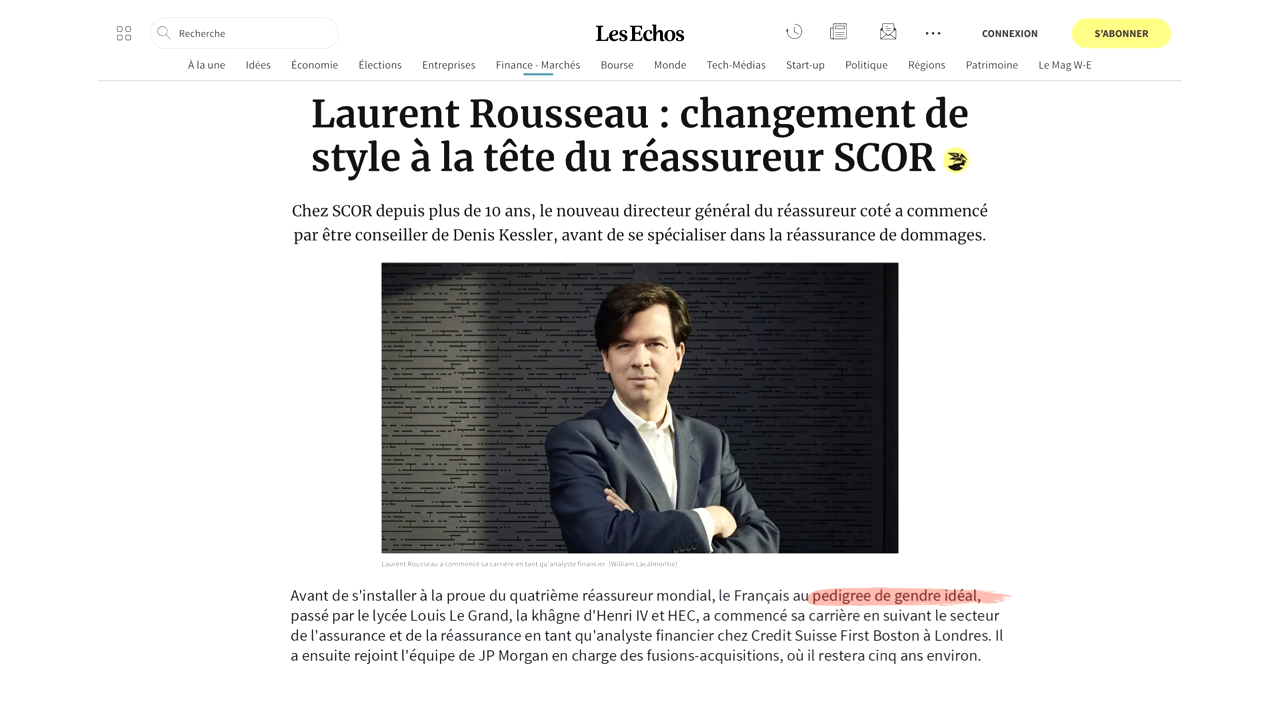 Recherche
Les Echos
CONNEXION
S'ABONNER
À la une Idées Économie Élections Entreprises Finance - Marchés Bourse Monde Tech-Médias Start-up Politique Régions Patrimoine Le Mag W-E
Laurent Rousseau : changement de
style à la tête du réassureur SCOR
Chez SCOR depuis plus de 10 ans, le nouveau directeur général du réassureur coté a commencé
par être conseiller de Denis Kessler, avant de se spécialiser dans la réassurance de dommages.
Laurent Rousseau a commencé sa carrière en tant qu'analyste financier (William Lacalmontie)
Avant de s'installer à la proue du quatrième réassureur mondial, le Français au pedigree de gendre idéal,
passé par le lycée Louis Le Grand, la khâgne d'Henri IV et HEC, a commencé sa carrière en suivant le secteur
de l'assurance et de la réassurance en tant qu'analyste financier chez Credit Suisse First Boston à Londres. Il
a ensuite rejoint l'équipe de JP Morgan en charge des fusions-acquisitions, où il restera cinq ans environ.